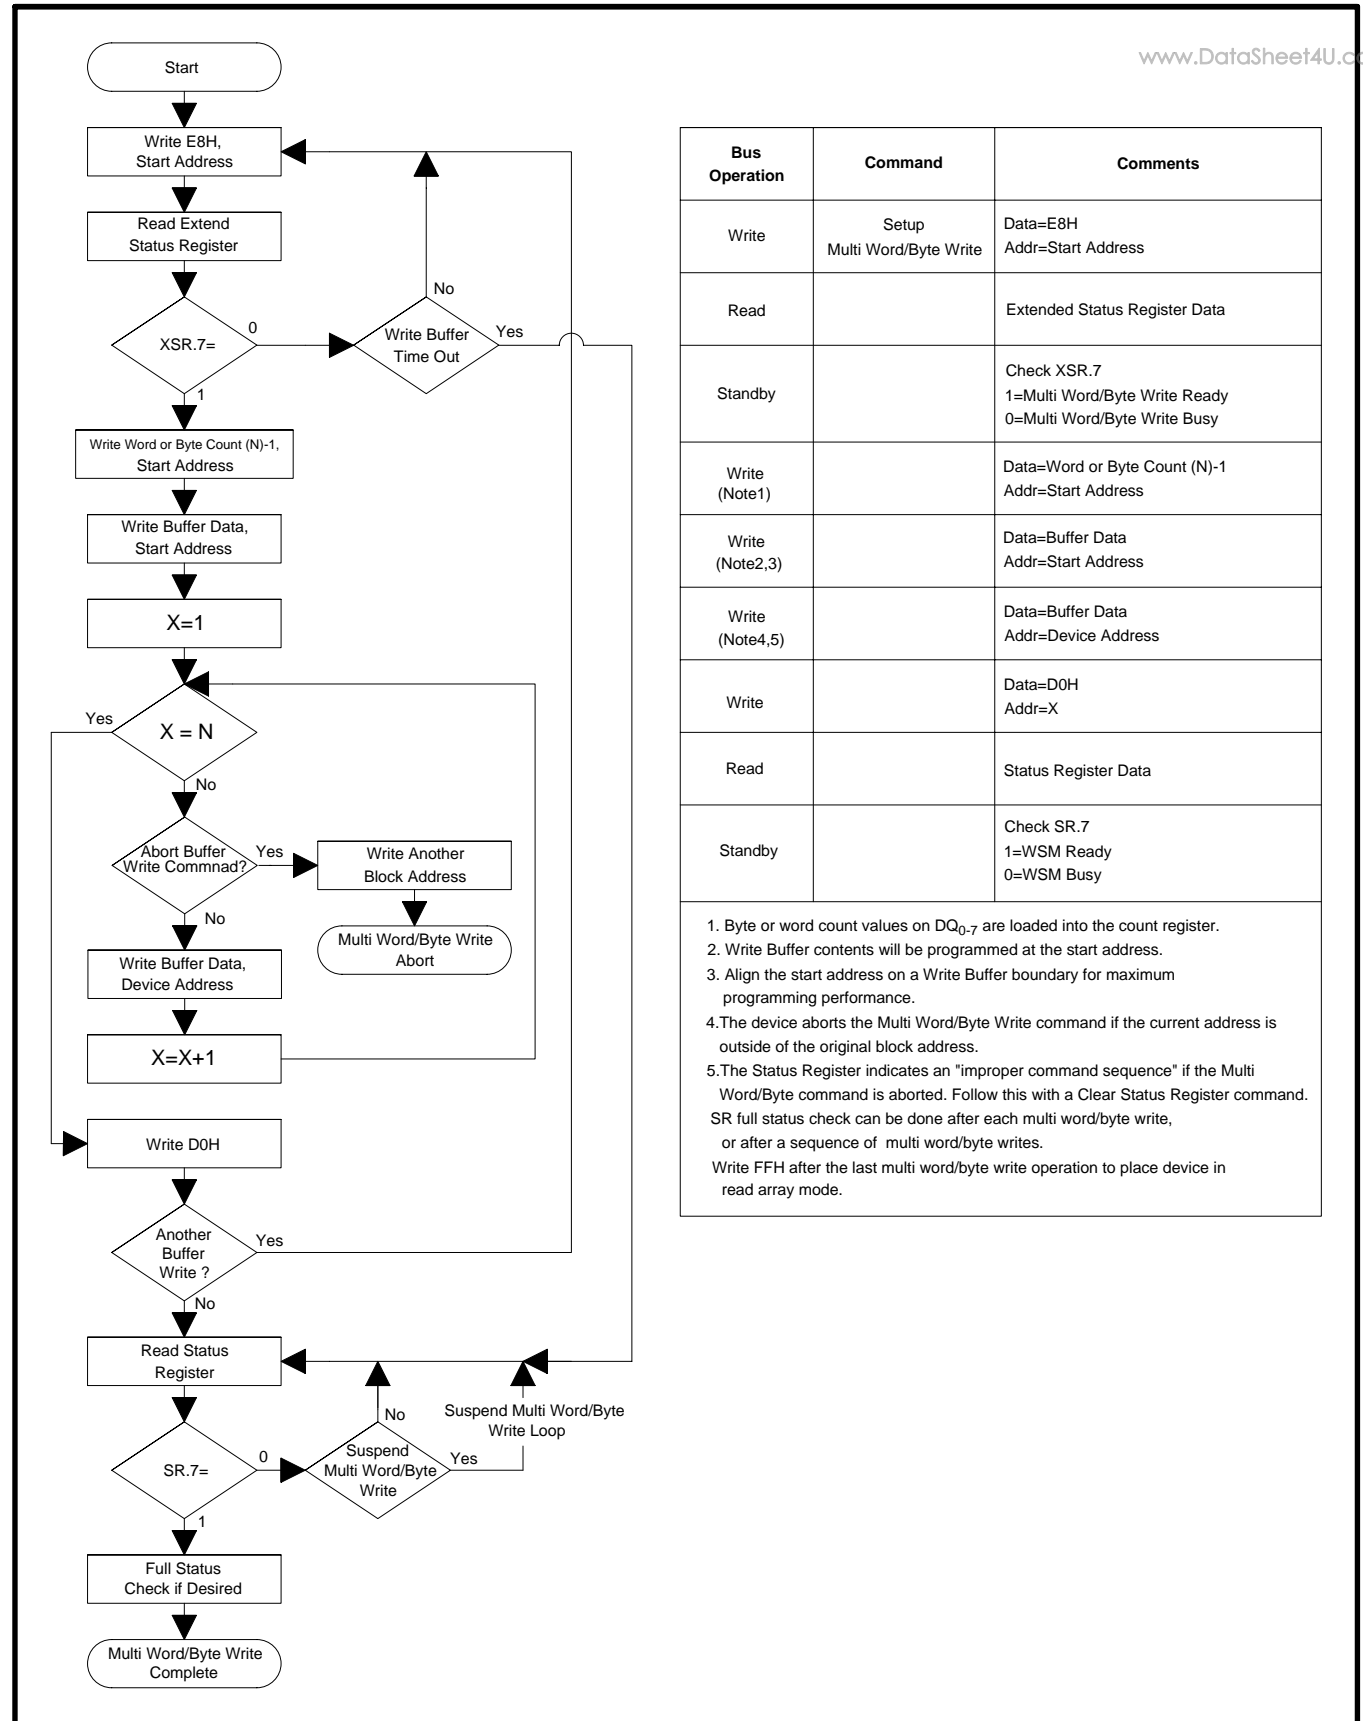 www.DataSheet4U.co
Start
Write E8H,
Start Address
Read Extend
Status Register
No
XSR.7=
0
Write Buffer
Time Out
Yes
1
Write Word or Byte Count (N)-1,
Start Address
Write Buffer Data,
Start Address
X=1
Yes
X = N
No
Abort Buffer
Write Commnad?
Yes
Write Another
Block Address
No
Multi Word/Byte Write
Abort
Write Buffer Data,
Device Address
X=X+1
Write D0H
Another
Buffer
Write ?
Yes
No
Read Status
Register
No
Suspend Multi Word/Byte
Write Loop
SR.7=
0
Suspend
Multi Word/Byte
Write
Yes
1
Full Status
Check if Desired
Multi Word/Byte Write
Complete
Bus
Operation
Command
Comments
Write
Setup
Multi Word/Byte Write
Data=E8H
Addr=Start Address
Read
Extended Status Register Data
Standby
Check XSR.7
1=Multi Word/Byte Write Ready
0=Multi Word/Byte Write Busy
Write
(Note1)
Data=Word or Byte Count (N)-1
Addr=Start Address
Write
(Note2,3)
Data=Buffer Data
Addr=Start Address
Write
(Note4,5)
Data=Buffer Data
Addr=Device Address
Write
Data=D0H
Addr=X
Read
Status Register Data
Standby
Check SR.7
1=WSM Ready
0=WSM Busy
1. Byte or word count values on DQ0-7 are loaded into the count register.
2. Write Buffer contents will be programmed at the start address.
3. Align the start address on a Write Buffer boundary for maximum
programming performance.
4.The device aborts the Multi Word/Byte Write command if the current address is
outside of the original block address.
5.The Status Register indicates an "improper command sequence" if the Multi
Word/Byte command is aborted. Follow this with a Clear Status Register command.
SR full status check can be done after each multi word/byte write,
or after a sequence of multi word/byte writes.
Write FFH after the last multi word/byte write operation to place device in
read array mode.